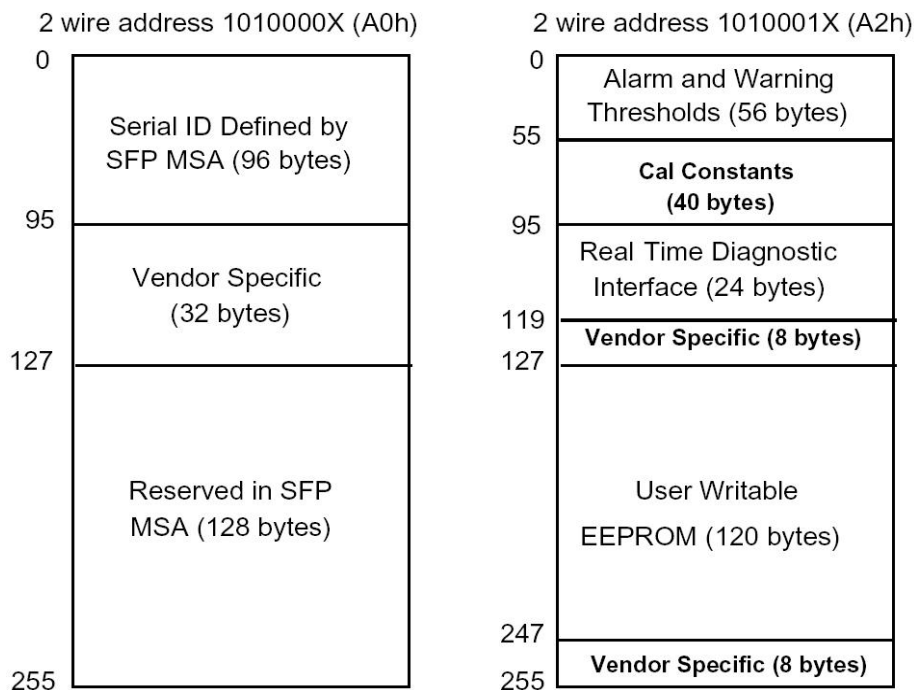 2 wire address 1010000X (A0h)
0
Serial ID Defined by
SFP MSA (96 bytes)
95
Vendor Specific
(32 bytes)
127
Reserved in SFP
MSA (128 bytes)
255
2 wire address 1010001X (A2h)
0
Alarm and Warning
Thresholds (56 bytes)
55
Cal Constants
(40 bytes)
95
Real Time Diagnostic
Interface (24 bytes)
119
Vendor Specific (8 bytes)
127
User Writable
EEPROM (120 bytes)
247
Vendor Specific (8 bytes)
255